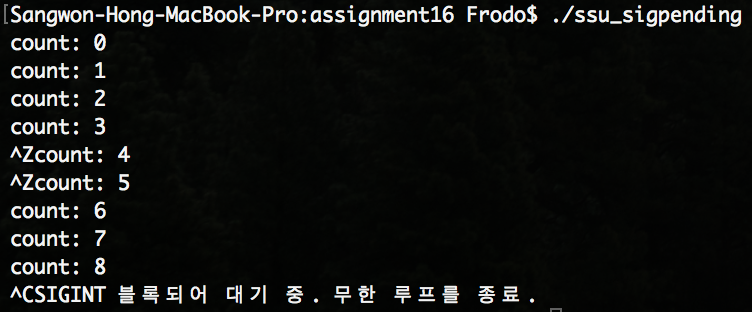 [Sangwon-Hong-MacBook-Pro:assignment16 Frodo$ ./ssu_sigpending
count: 0
count: 1
count: 2
count: 3
^Zcount: 4
^Zcount: 5
count: 6
count: 7
count: 8
^CSIGINT 블록되어 대기 중. 무한 루프를 종료.